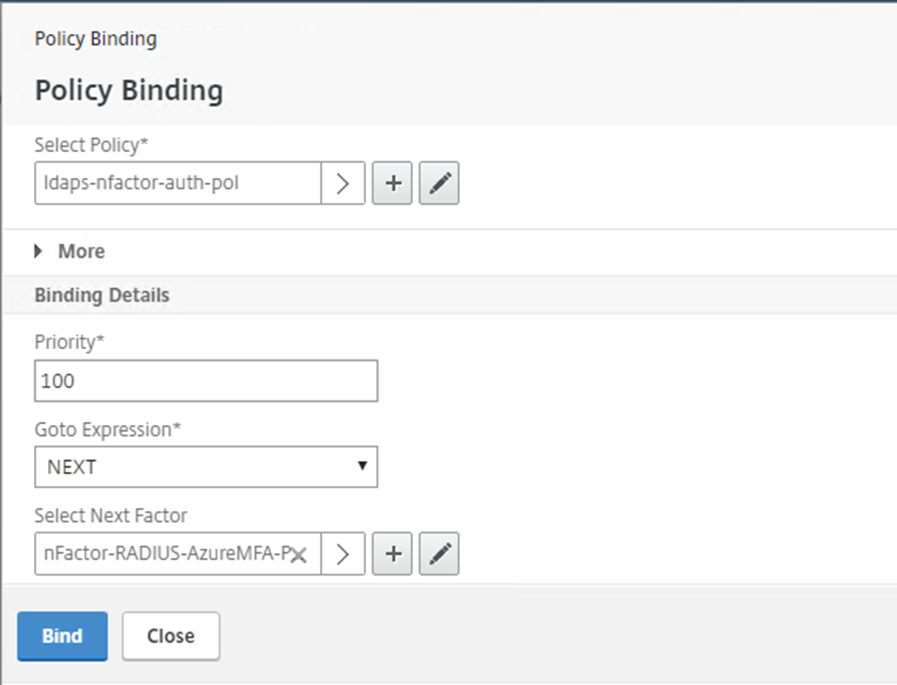 Policy Binding
Policy Binding
Select Policy*
ldaps-nfactor-auth-pol
More
Binding Details
Priority*
100
Goto Expression*
NEXT
Select Next Factor
nFactor-RADIUS-AzureMFA-P
Bind
Close